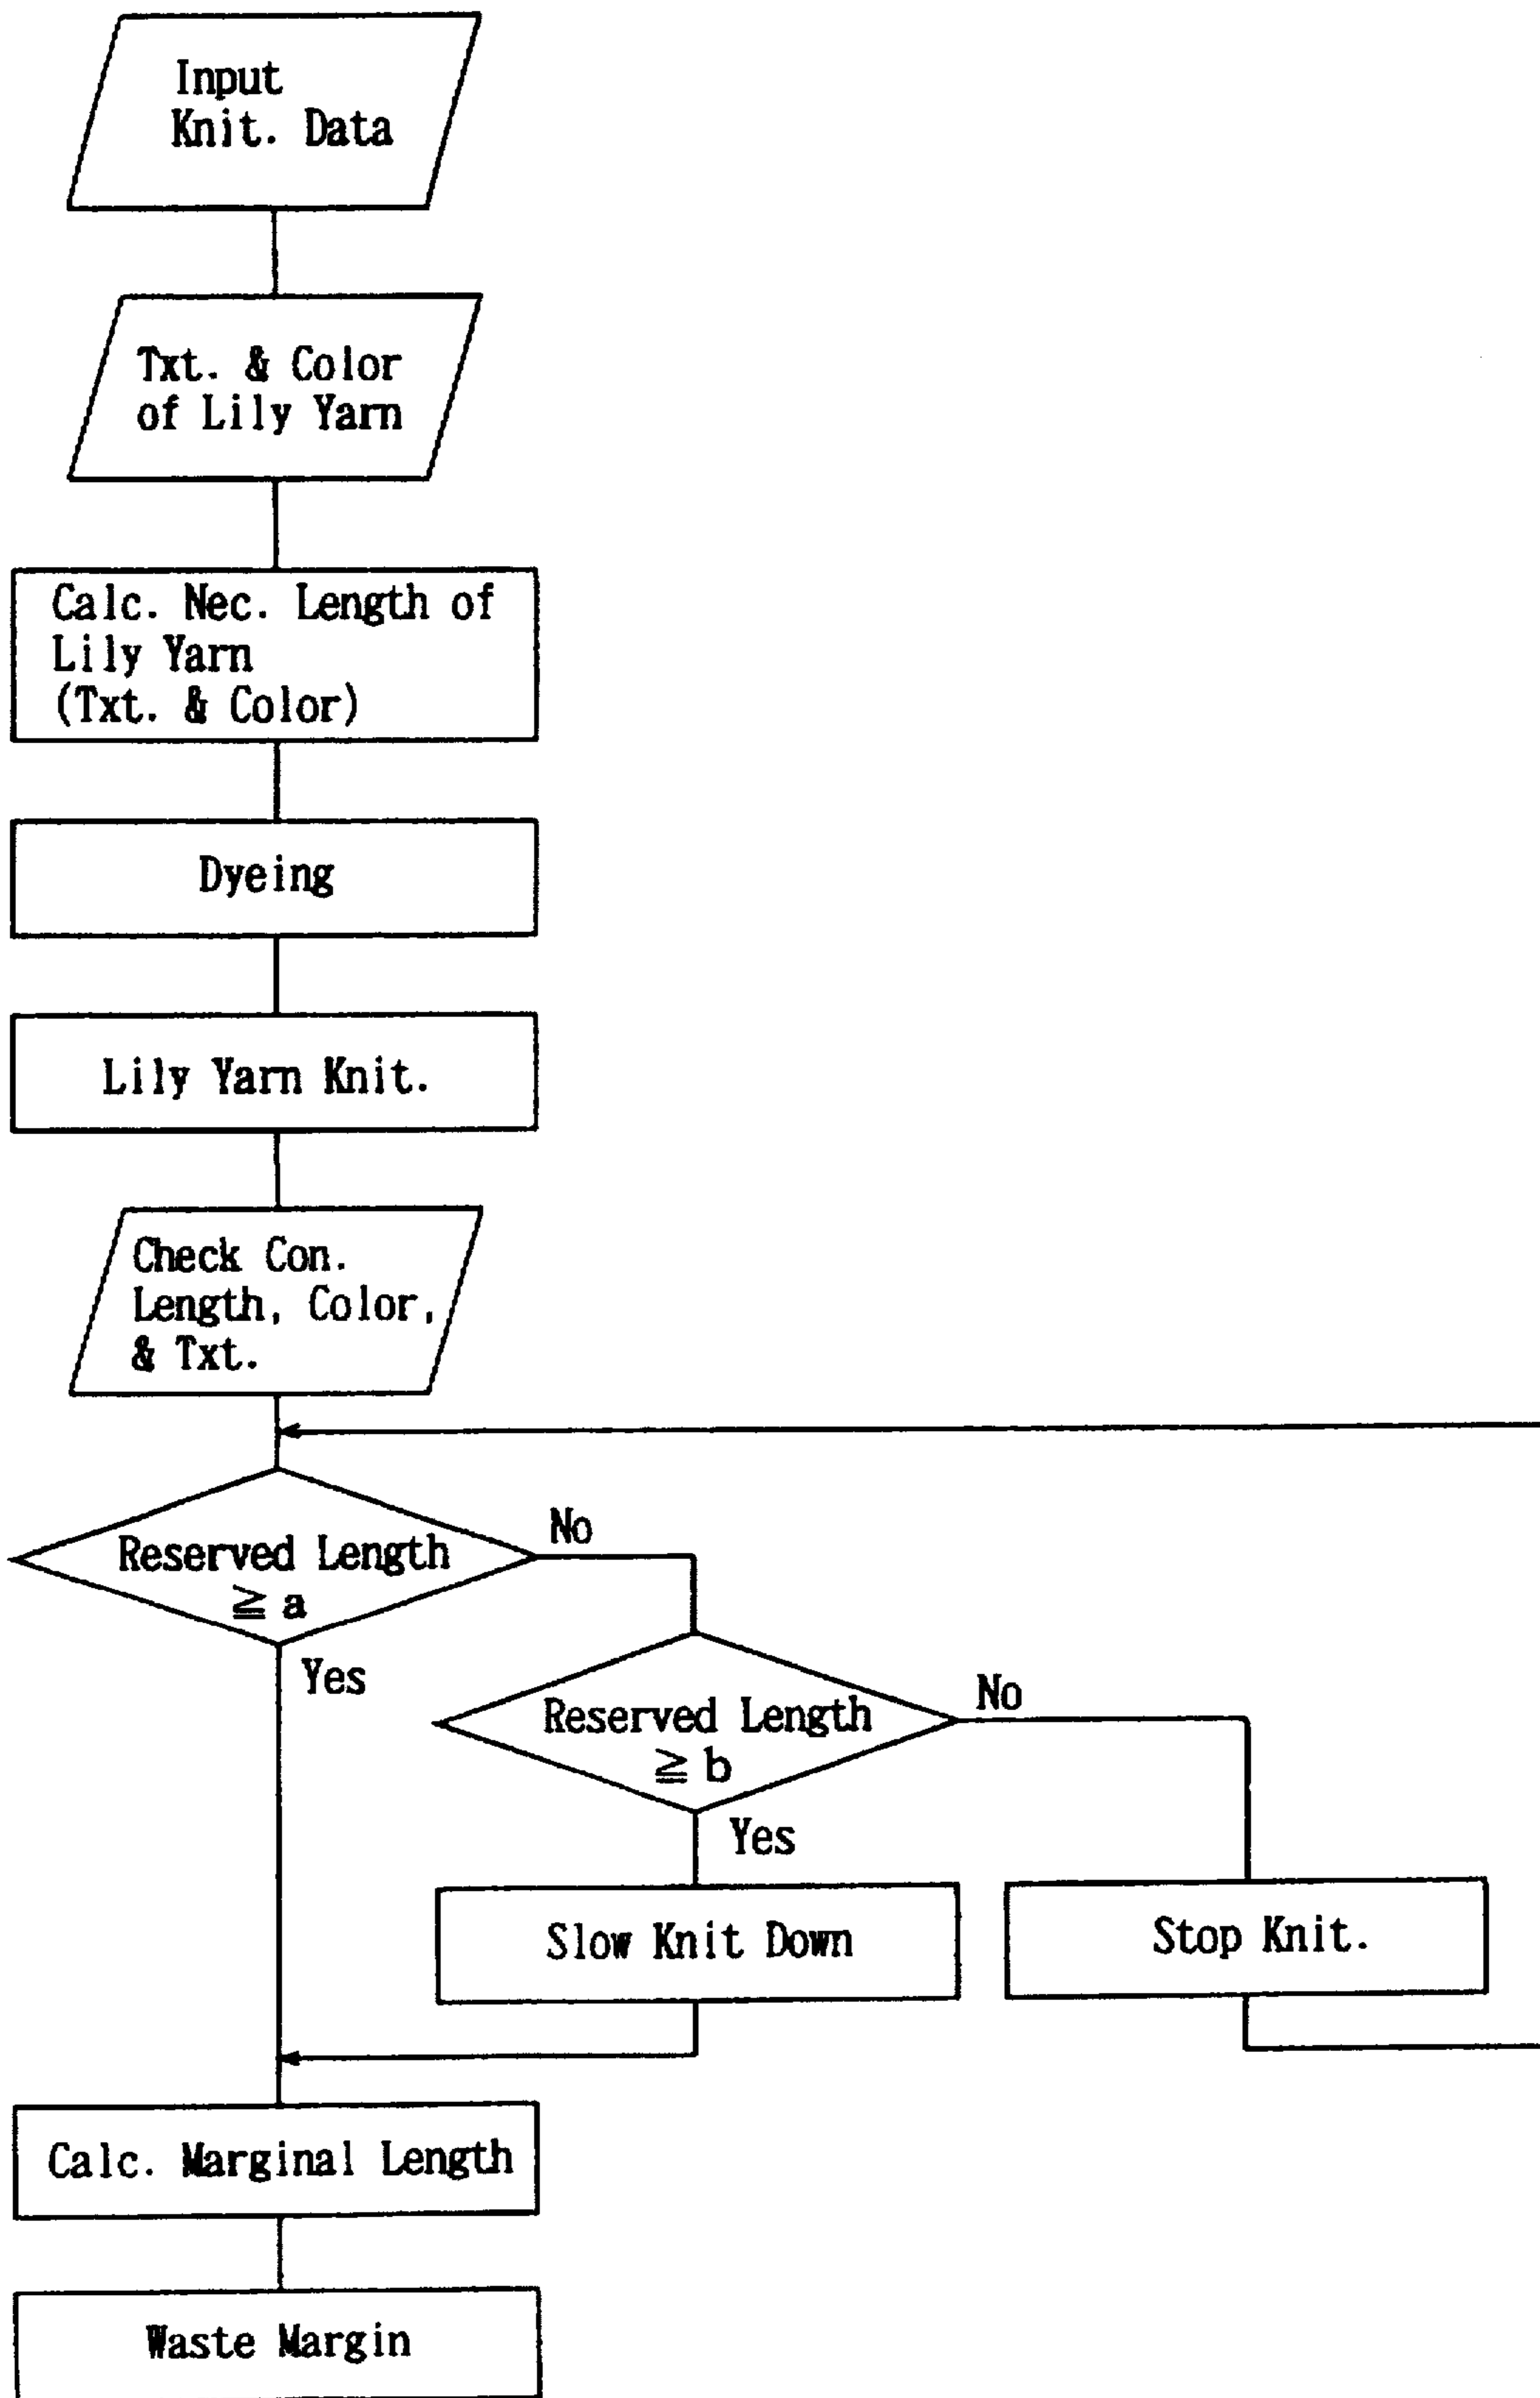 Input
Knit. Data
Txt. & Color
of Lily Yarn
Calc. Nec. Length of
Lily Yarn
(Txt. & Color)
Dyeing
Lily Yarn Knit.
Check Con.
Length, Color,
& Txt.
Reserved Length
≧ a
No
Yes
Reserved Length
≧ b
No
Yes
Slow Knit Down
Stop Knit.
Calc. Marginal Length
Waste Margin